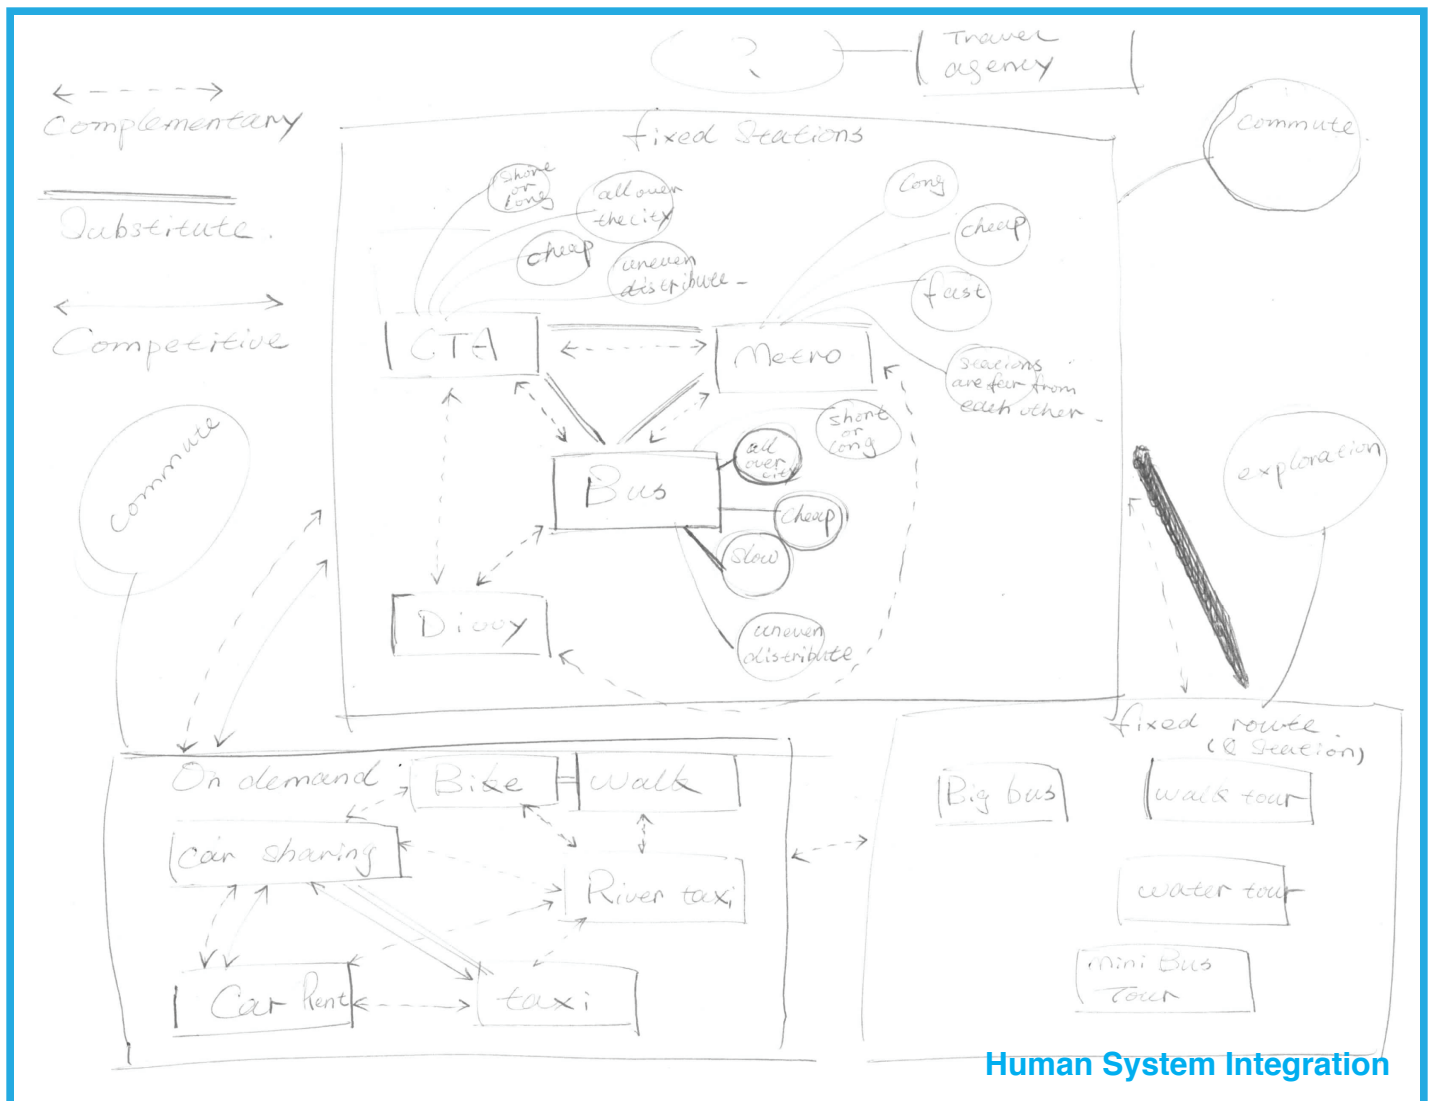 ?
Travel
agency
Complementary
Substitute.
Competitive
fixed Stations
commute.
short
or
long
all over
the city
cheap
uneven
distribute
long
cheap
fast
stations
are far from
each other
CTA
Metro
Bus
short
or
long
all
over
city
cheap
slow
uneven
distribute
Divvy
commute
exploration
On demand
Bike
walk
car sharing
River taxi
Car Rent
taxi
fixed route
(& Station)
Big bus
walk tour
water tour
mini Bus
Tour
Human System Integration